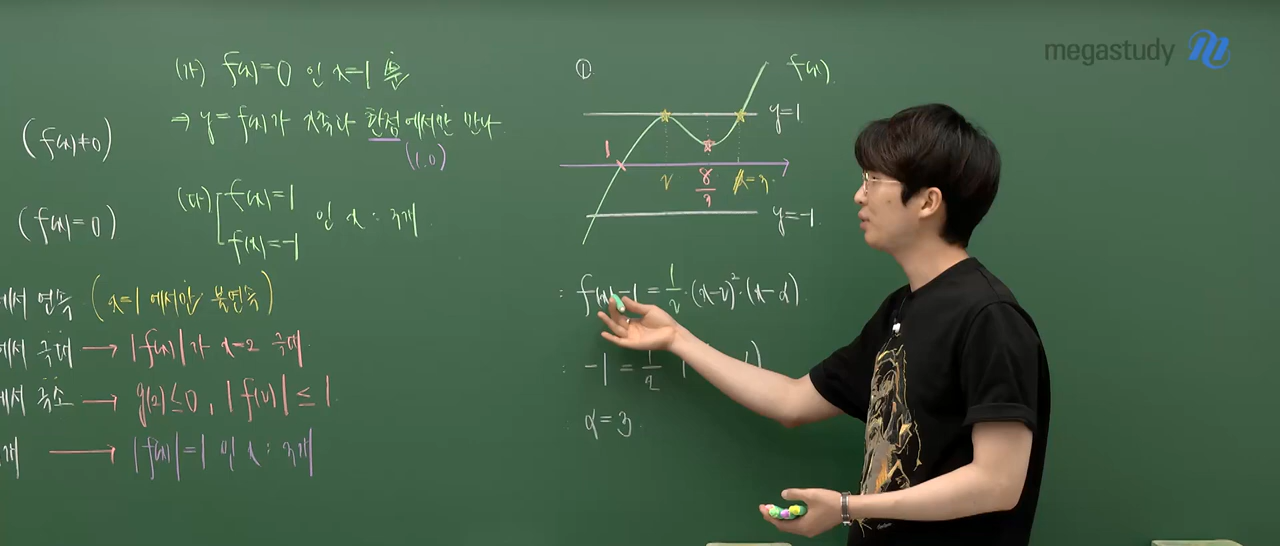 megastudy
(f(x)≠0)
(f(x)=0)
(가) f(x)=0 인 x=1 뿐
⇒ y=f(x)가 x축과 한점에서만 만나
(1,0)
(다) f(x)=1
f(x)=-1
인 x : 3개
에서 연속 (x=1 에서만 불연속)
에서 극대 → |f(x)|가 x=2 극대
에서 극소 → g(2)≤0, |f(2)|≤1
개 → |f(x)|=1 인 x : 3개
①
f(x)
y=1
1
2
8/3
α=3
y=-1
: f(x)-1 = 1/2·(x-2)²·(x-α)
: -1 = 1/2
α=3